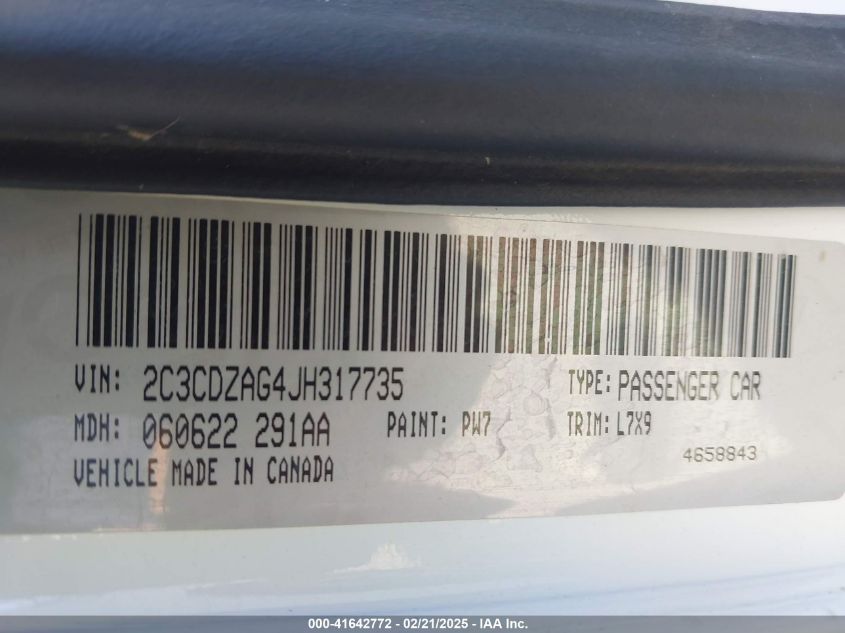 VIN: 2C3CDZAG4JH317735 TYPE: PASSENGER CAR
MDH: 060622 291AA PAINT: PW7 TRIM: L7X9
4658843
VEHICLE MADE IN CANADA
000-41642772 - 02/21/2025 - IAA Inc.